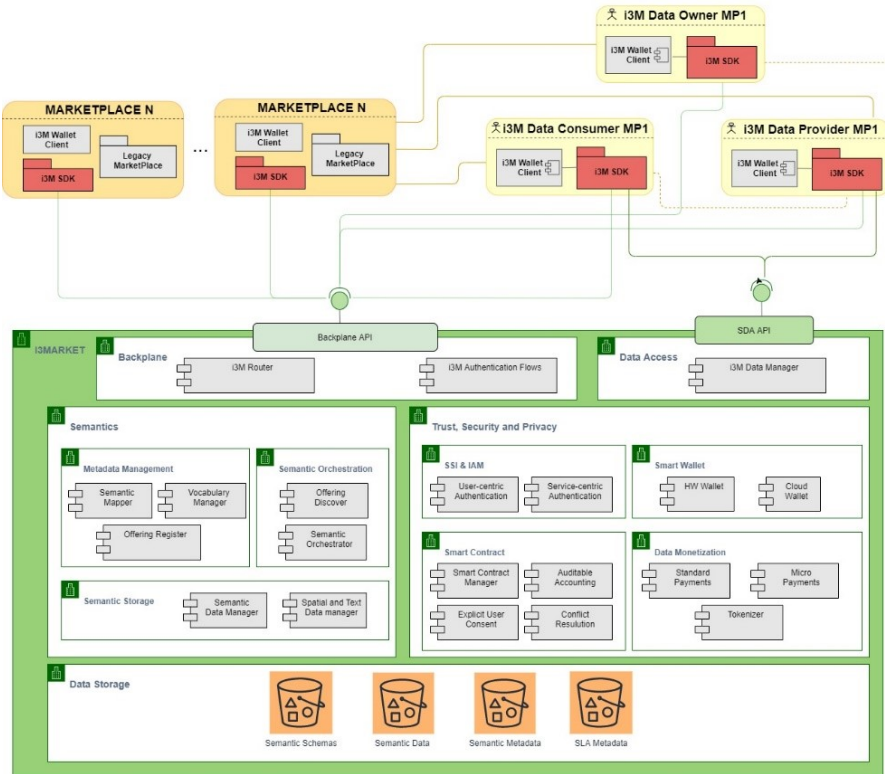 i3M Data Owner MP1
i3M Wallet
Client
i3M SDK
MARKETPLACE N
i3M Wallet
Client
Legacy
MarketPlace
i3M SDK
...
MARKETPLACE N
i3M Wallet
Client
Legacy
MarketPlace
i3M SDK
i3M Data Consumer MP1
i3M Wallet
Client
i3M SDK
i3M Data Provider MP1
i3M Wallet
Client
i3M SDK
Backplane API
SDA API
i3MARKET
Backplane
i3M Router
i3M Authentication Flows
Data Access
i3M Data Manager
Semantics
Metadata Management
Semantic
Mapper
Vocabulary
Manager
Offering Register
Semantic Orchestration
Offering
Discover
Semantic
Orchestrator
Semantic Storage
Semantic
Data Manager
Spatial and Text
Data manager
Trust, Security and Privacy
SSI & IAM
User-centric
Authentication
Service-centric
Authentication
Smart Wallet
HW Wallet
Cloud
Wallet
Smart Contract
Smart Contract
Manager
Auditable
Accounting
Explicit User
Consent
Conflict
Resulution
Data Monetization
Standard
Payments
Micro
Payments
Tokenizer
Data Storage
Semantic Schemas
Semantic Data
Semantic Metadata
SLA Metadata